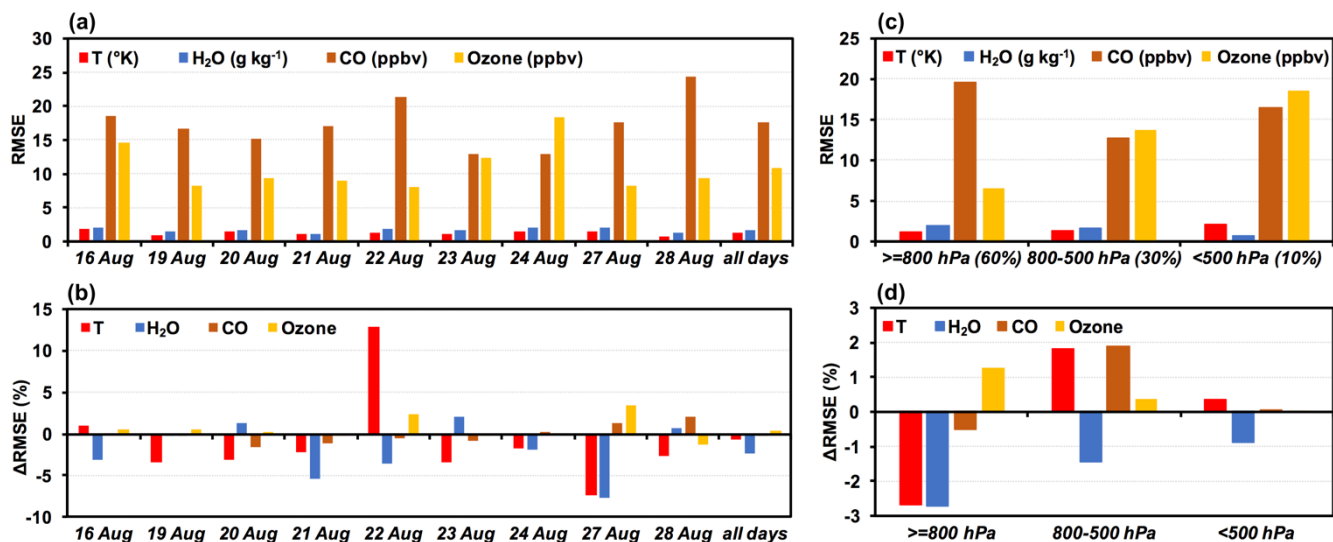 (a)
T (°K) H₂O (g kg⁻¹) CO (ppbv) Ozone (ppbv)
RMSE
30
25
20
15
10
5
0
16 Aug 19 Aug 20 Aug 21 Aug 22 Aug 23 Aug 24 Aug 27 Aug 28 Aug all days
(b)
T H₂O CO Ozone
ΔRMSE (%)
15
10
5
0
-5
-10
16 Aug 19 Aug 20 Aug 21 Aug 22 Aug 23 Aug 24 Aug 27 Aug 28 Aug all days
(c)
T (°K) H₂O (g kg⁻¹) CO (ppbv) Ozone (ppbv)
RMSE
25
20
15
10
5
0
>=800 hPa (60%) 800-500 hPa (30%) <500 hPa (10%)
(d)
T H₂O CO Ozone
ΔRMSE (%)
3
2
1
0
-1
-2
-3
>=800 hPa 800-500 hPa <500 hPa